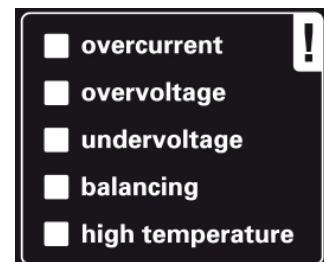 !
overcurrent
overvoltage
undervoltage
balancing
high temperature